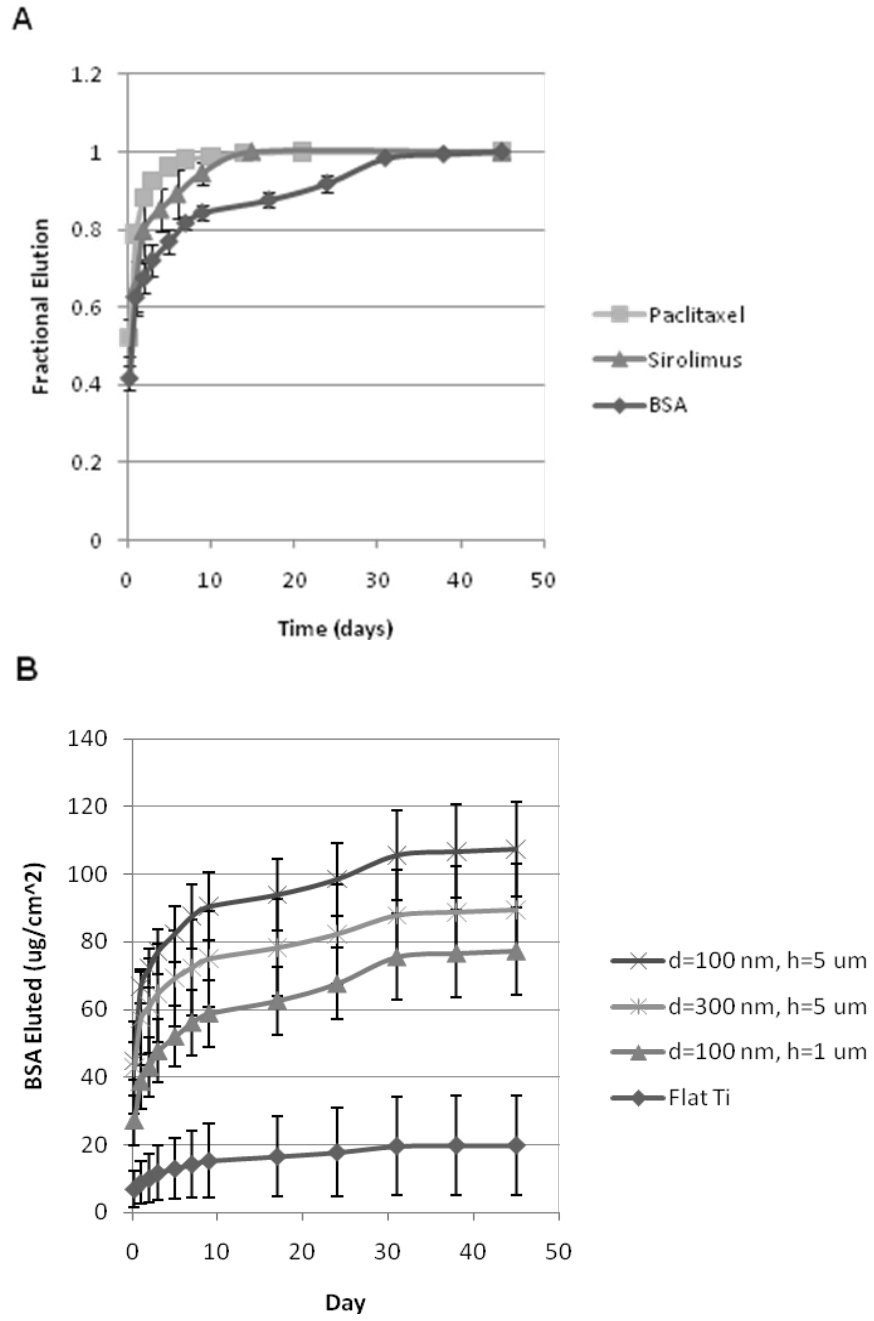 A
1.2
1
0.8
0.6
0.4
0.2
0
Fractional Elution
0 10 20 30 40 50
Time (days)
Paclitaxel
Sirolimus
BSA
B
140
120
100
80
60
40
20
0
BSA Eluted (ug/cm^2)
0 10 20 30 40 50
Day
d=100 nm, h=5 um
d=300 nm, h=5 um
d=100 nm, h=1 um
Flat Ti